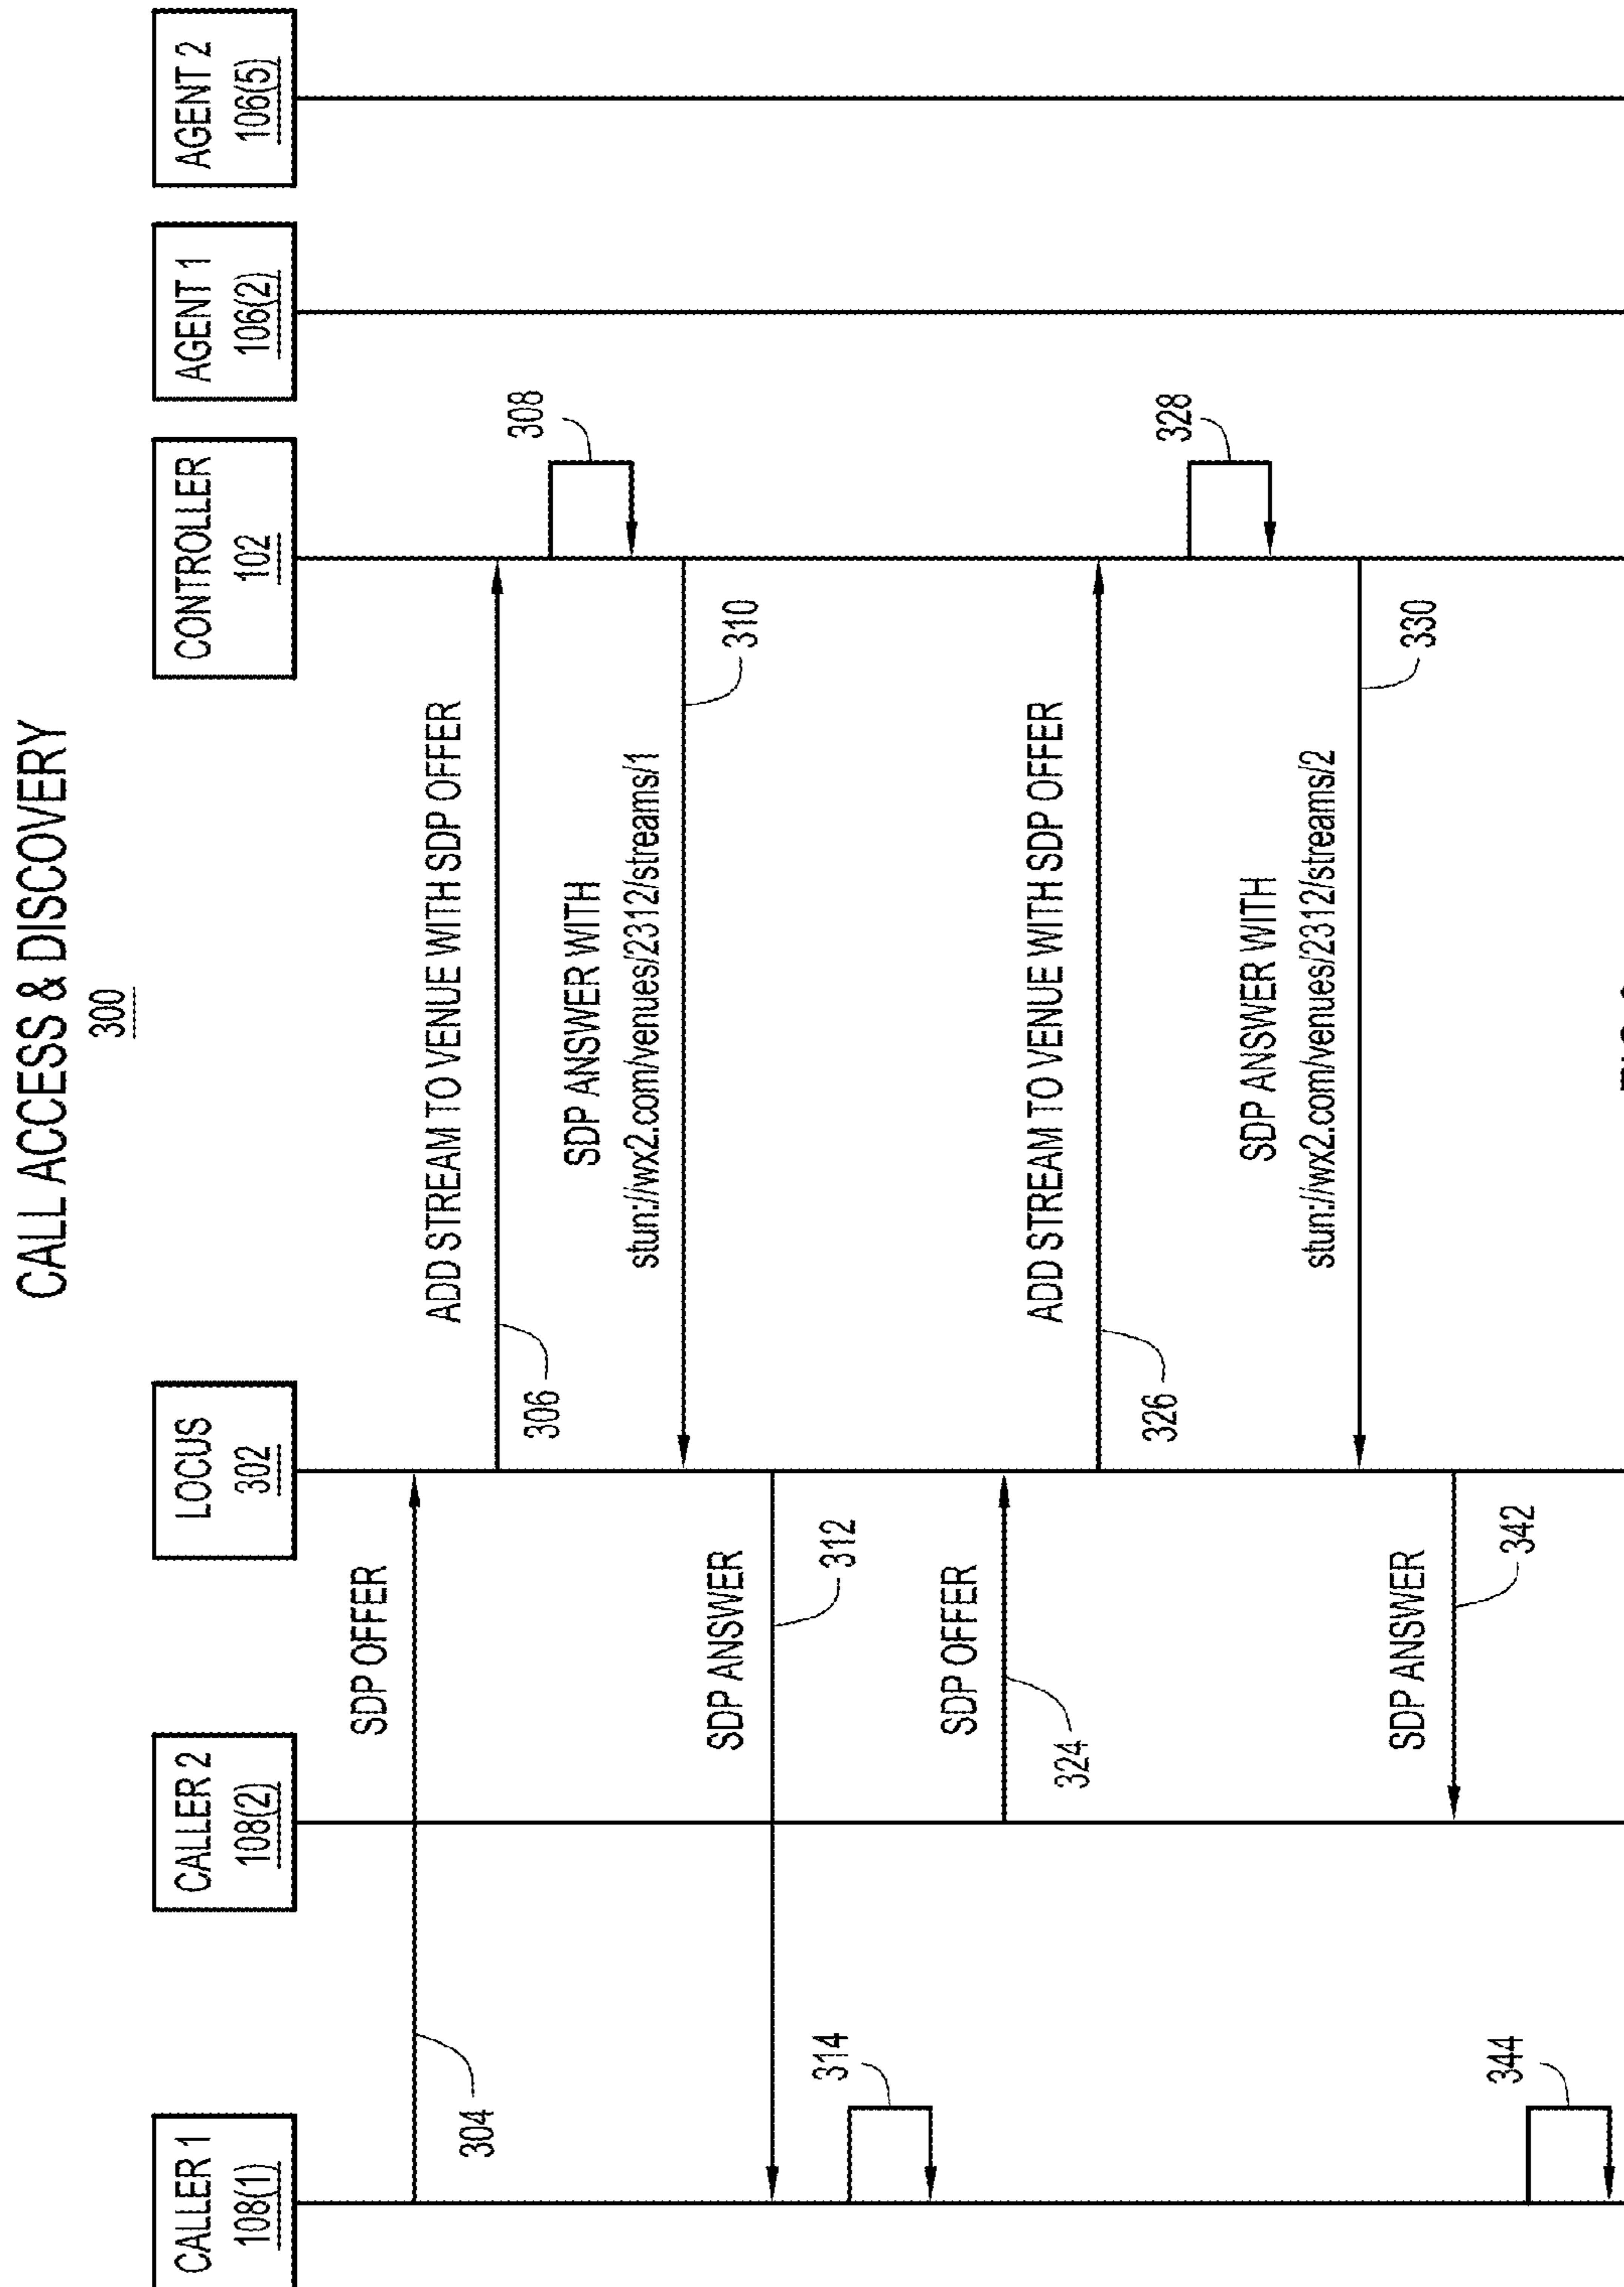 CALL ACCESS & DISCOVERY
300
CALLER 1
108(1)
CALLER 2
108(2)
LOCUS
302
CONTROLLER
102
AGENT 1
106(2)
AGENT 2
106(5)
SDP OFFER
304
ADD STREAM TO VENUE WITH SDP OFFER
306
308
SDP ANSWER WITH
stun://wx2.com/venues/2312/streams/1
310
SDP ANSWER
312
314
SDP OFFER
324
ADD STREAM TO VENUE WITH SDP OFFER
326
328
SDP ANSWER WITH
stun://wx2.com/venues/2312/streams/2
330
SDP ANSWER
342
344